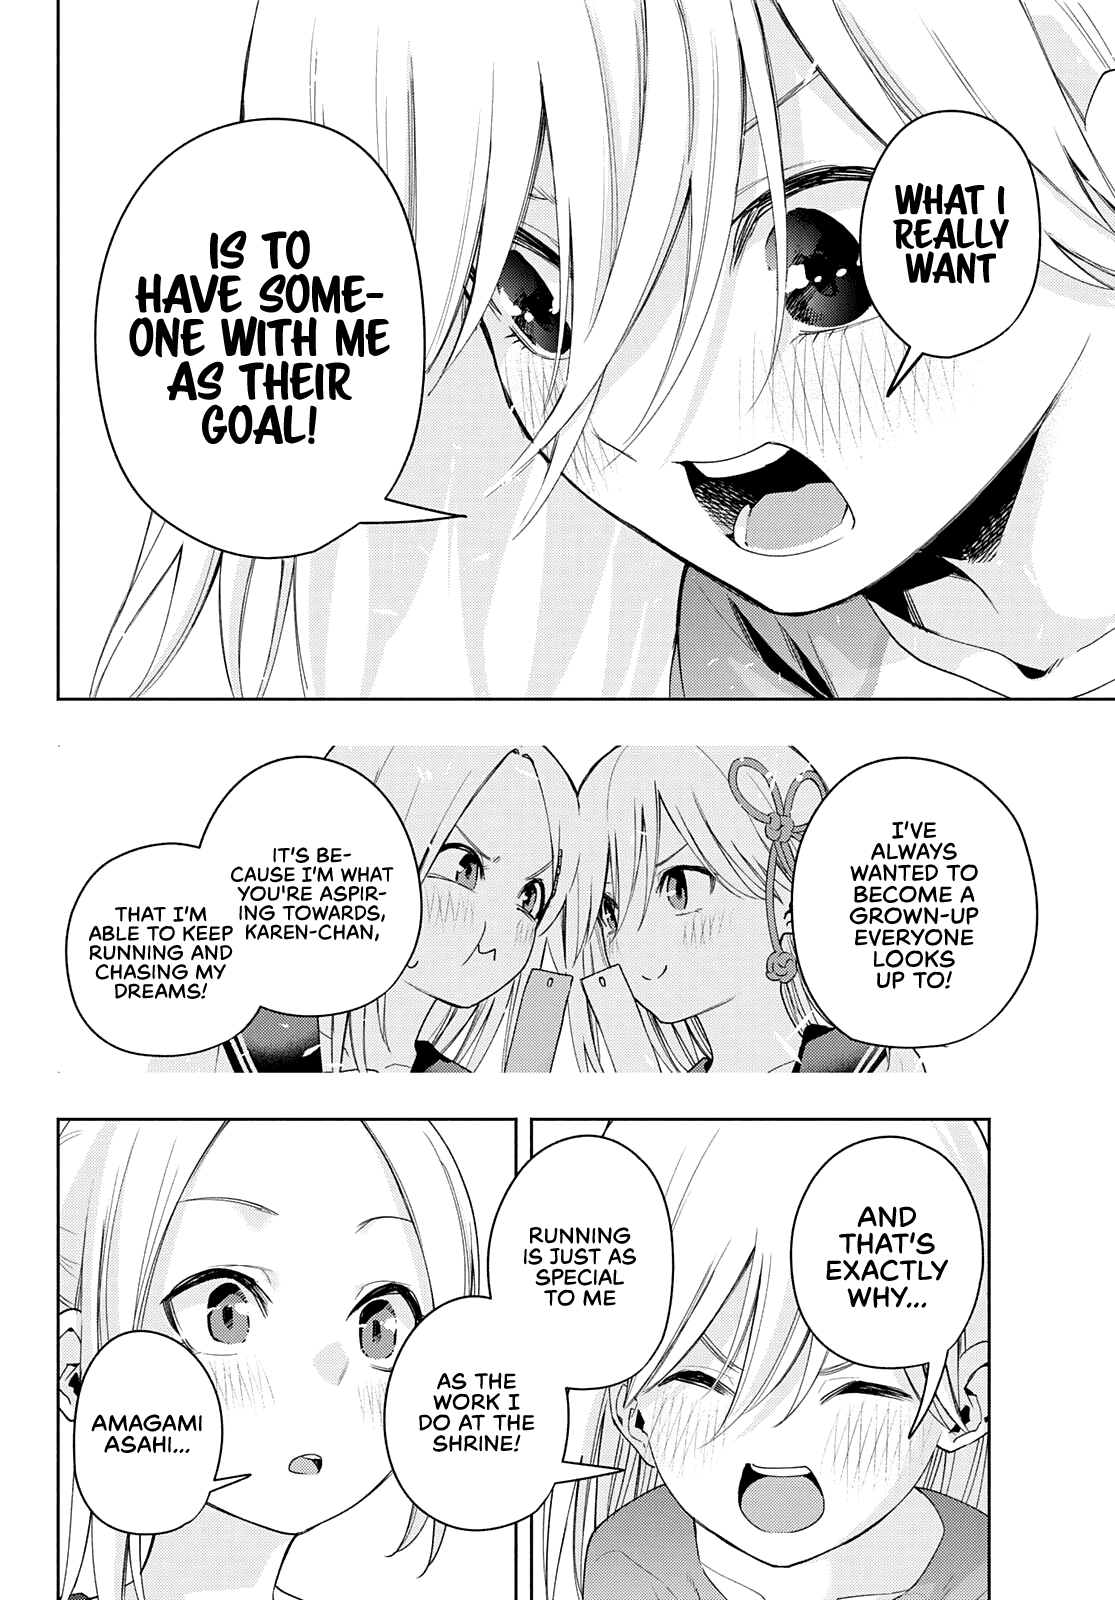 WHAT I
REALLY
WANT
IS TO
HAVE SOME-
ONE WITH ME
AS THEIR
GOAL!
I'VE
ALWAYS
WANTED TO
BECOME A
GROWN-UP
EVERYONE
LOOKS
UP TO!
IT'S BE-
CAUSE I'M WHAT
YOU'RE ASPIR-
ING TOWARDS,
KAREN-CHAN,
THAT I'M
ABLE TO KEEP
RUNNING AND
CHASING MY
DREAMS!
AND
THAT'S
EXACTLY
WHY...
RUNNING
IS JUST AS
SPECIAL
TO ME
AS THE
WORK I
DO AT THE
SHRINE!
AMAGAMI
ASAHI...